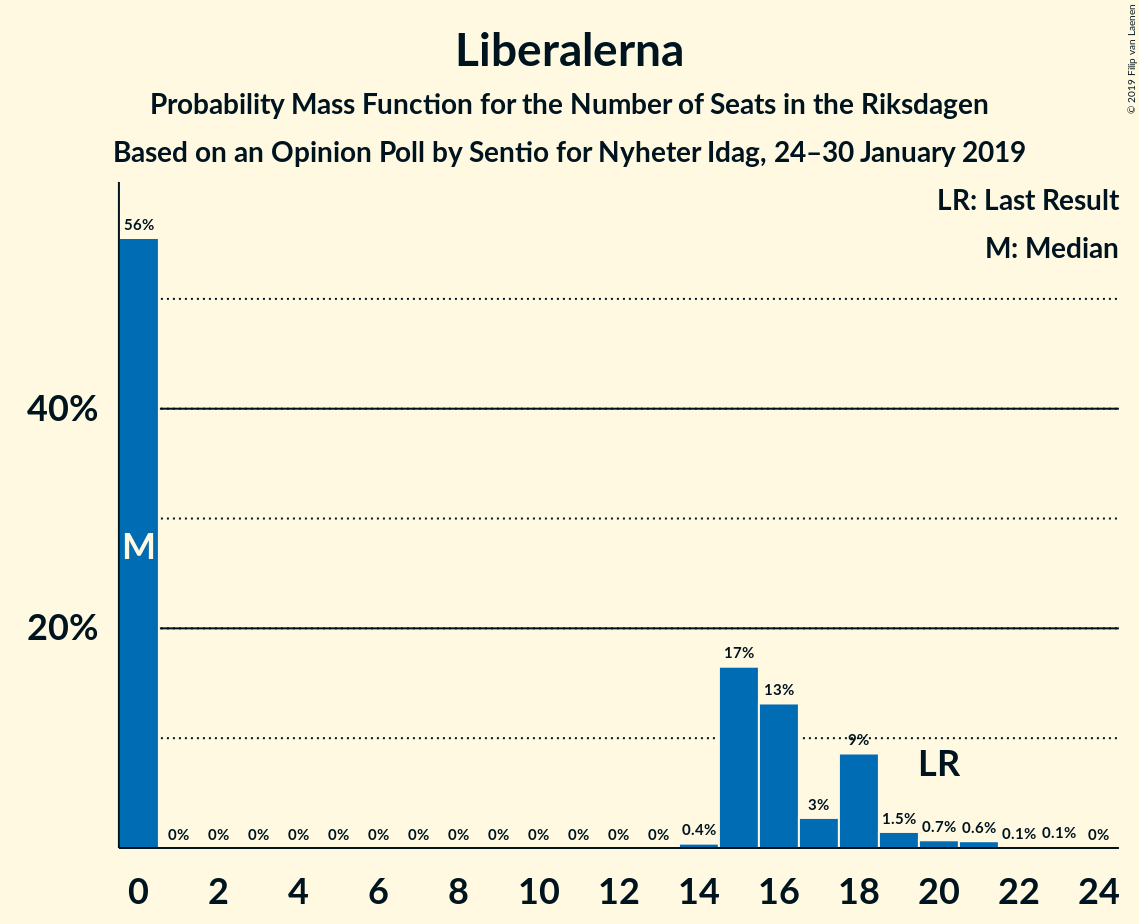 Liberalerna
Probability Mass Function for the Number of Seats in the Riksdagen
Based on an Opinion Poll by Sentio for Nyheter Idag, 24–30 January 2019
© 2019 Filip van Laenen
LR: Last Result
M: Median
56%
40%
M
20%
17%
13%
9%
LR
3%
0% 0% 0% 0% 0% 0% 0% 0% 0% 0% 0% 0% 0% 0.4% 1.5% 0.7% 0.6% 0.1% 0.1% 0%
0 2 4 6 8 10 12 14 16 18 20 22 24